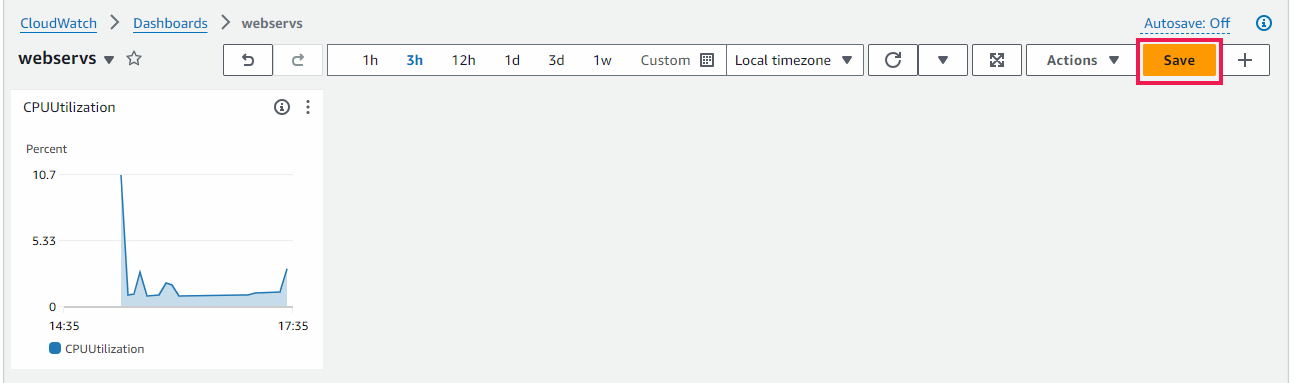 CloudWatch Dashboards webservs Autosave: Off
webservs 1h 3h 12h 1d 3d 1w Custom Local timezone Actions Save
CPUUtilization
Percent
10.7
5.33
0
14:35 17:35
CPUUtilization